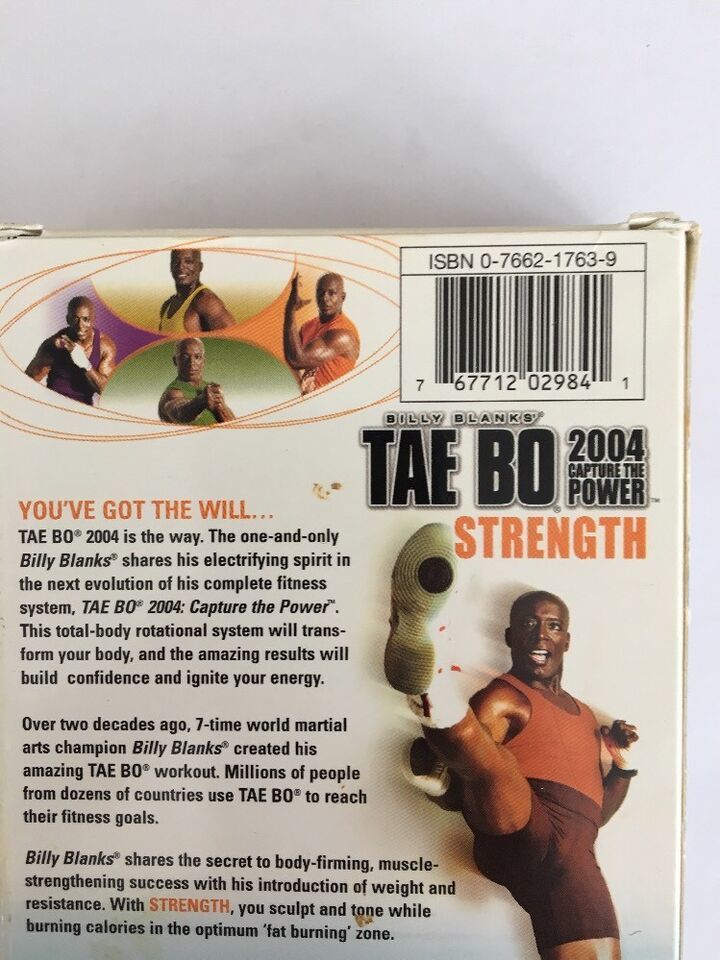 ISBN 0-7662-1763-9
7 67712 02984 1
BILLY BLANKS'®
TAE BO® 2004
CAPTURE THE
POWER™
STRENGTH
YOU'VE GOT THE WILL...
TAE BO® 2004 is the way. The one-and-only
Billy Blanks® shares his electrifying spirit in
the next evolution of his complete fitness
system, TAE BO® 2004: Capture the Power™.
This total-body rotational system will trans-
form your body, and the amazing results will
build confidence and ignite your energy.
Over two decades ago, 7-time world martial
arts champion Billy Blanks® created his
amazing TAE BO® workout. Millions of people
from dozens of countries use TAE BO® to reach
their fitness goals.
Billy Blanks® shares the secret to body-firming, muscle-
strengthening success with his introduction of weight and
resistance. With STRENGTH, you sculpt and tone while
burning calories in the optimum 'fat burning' zone.